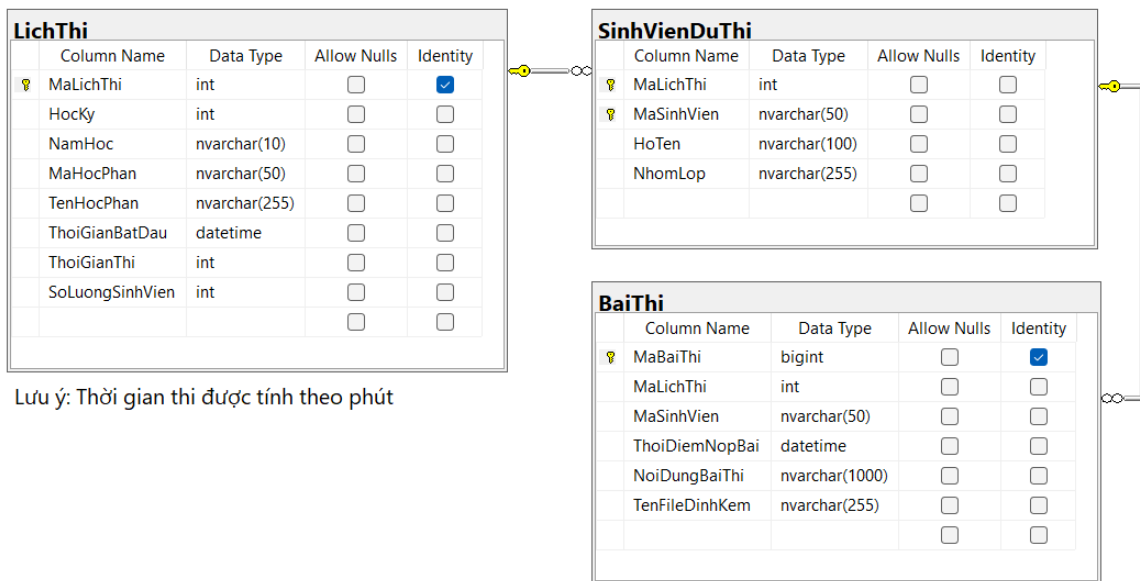 LichThi
Column Name Data Type Allow Nulls Identity
MaLichThi int
HocKy int
NamHoc nvarchar(10)
MaHocPhan nvarchar(50)
TenHocPhan nvarchar(255)
ThoiGianBatDau datetime
ThoiGianThi int
SoLuongSinhVien int
Lưu ý: Thời gian thi được tính theo phút
SinhVienDuThi
Column Name Data Type Allow Nulls Identity
MaLichThi int
MaSinhVien nvarchar(50)
HoTen nvarchar(100)
NhomLop nvarchar(255)
BaiThi
Column Name Data Type Allow Nulls Identity
MaBaiThi bigint
MaLichThi int
MaSinhVien nvarchar(50)
ThoiDiemNopBai datetime
NoiDungBaiThi nvarchar(1000)
TenFileDinhKem nvarchar(255)